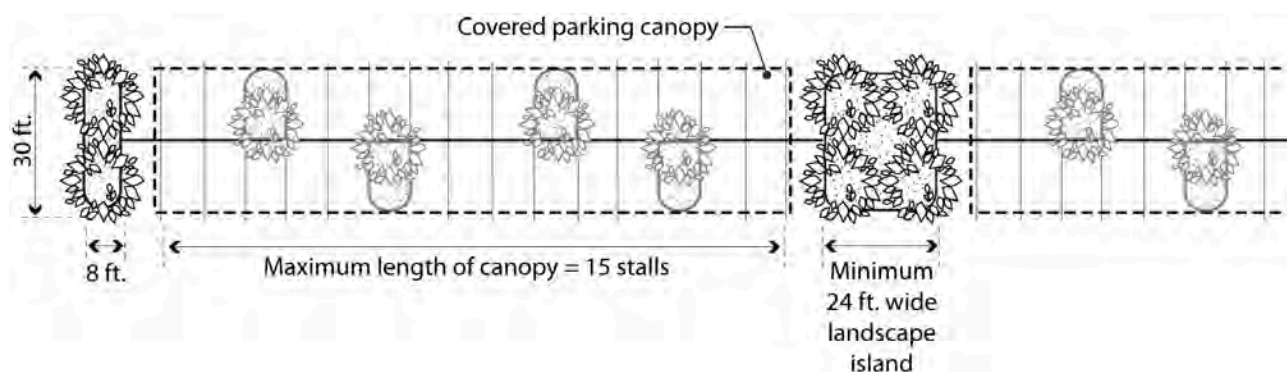 Covered parking canopy
30 ft.
8 ft.
Maximum length of canopy = 15 stalls
Minimum
24 ft. wide
landscape
island